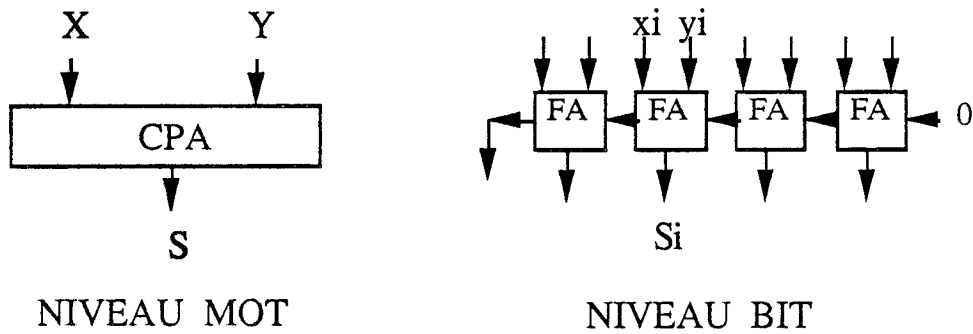 X Y
CPA
S
NIVEAU MOT
xi yi
FA FA FA FA 0
Si
NIVEAU BIT